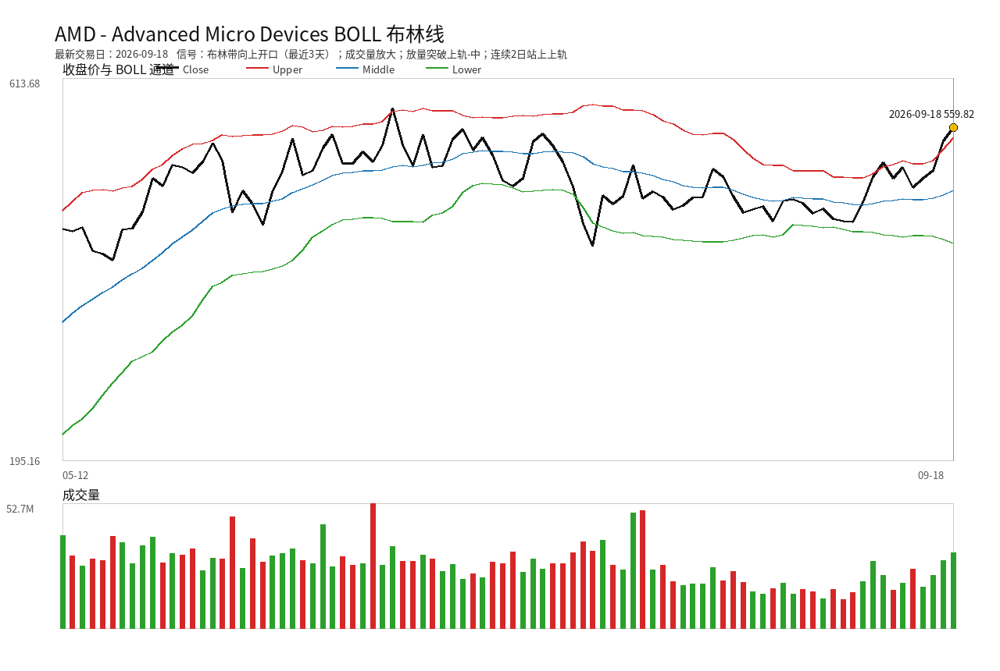 AMD - Advanced Micro Devices BOLL 布林线
最新交易日：2026-09-18 信号：布林带向上开口（最近3天）；成交量放大；放量突破上轨-中；连续2日站上上轨
收盘价与 BOLL 通道 Close Upper Middle Lower
613.68
2026-09-18 559.82
195.16
05-12 09-18
成交量
52.7M